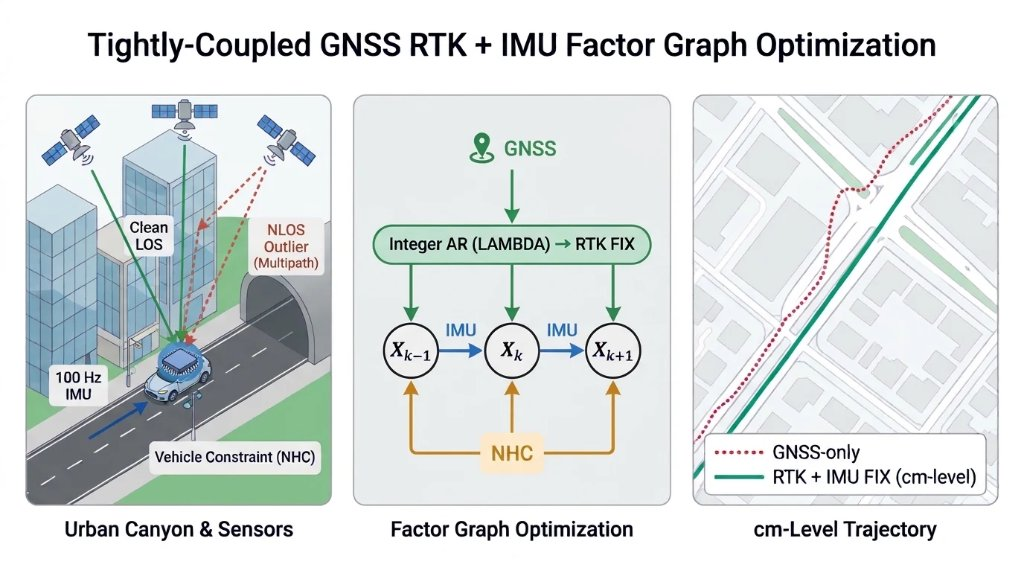 Tightly-Coupled GNSS RTK + IMU Factor Graph Optimization
Clean
LOS
NLOS
Outlier
(Multipath)
100 Hz
IMU
Vehicle Constraint (NHC)
Urban Canyon & Sensors
GNSS
Integer AR (LAMBDA) → RTK FIX
IMU
IMU
X_{k−1}
X_k
X_{k+1}
NHC
Factor Graph Optimization
GNSS-only
RTK + IMU FIX (cm-level)
cm-Level Trajectory